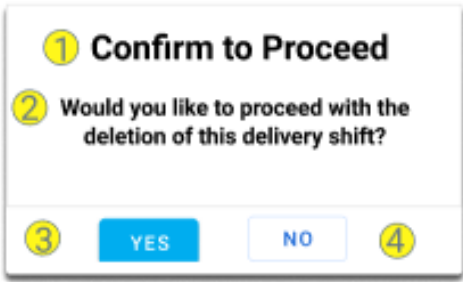 1 Confirm to Proceed
2 Would you like to proceed with the
deletion of this delivery shift?
3 YES NO 4